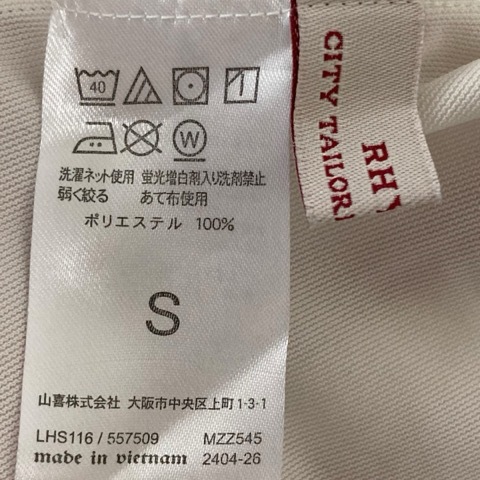 40
W
洗濯ネット使用 蛍光増白剤入り洗剤禁止
弱く絞る あて布使用
ポリエステル 100%
S
山喜株式会社 大阪市中央区上町1-3-1
LHS116 / 557509 MZZ545
made in vietnam 2404-26
CITY TAILOR